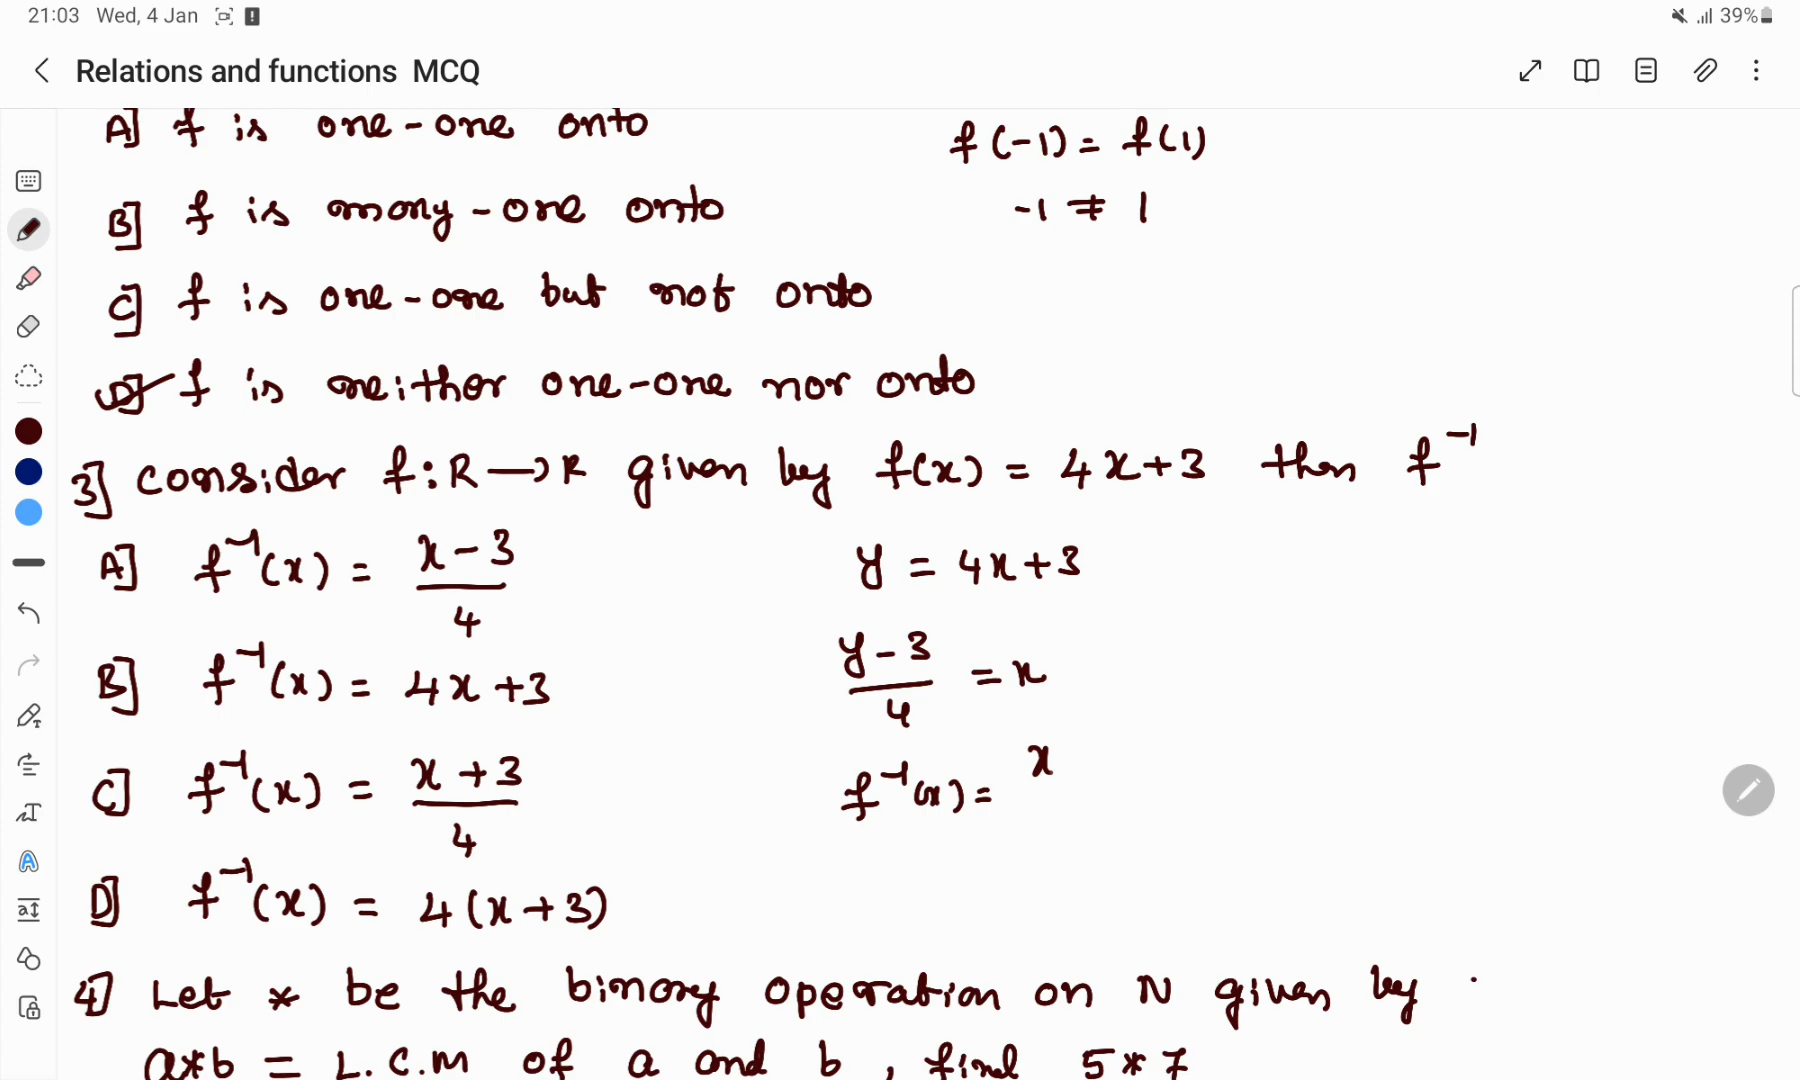 21:03 Wed, 4 Jan
39%
Relations and functions MCQ
A] f is one-one onto
f(-1) = f(1)
B] f is many-one onto
-1 ≠ 1
C] f is one-one but not onto
D] f is neither one-one nor onto
3] consider f:R→R given by f(x) = 4x+3 then f⁻¹
A] f⁻¹(x) = (x-3)/4
y = 4x+3
B] f⁻¹(x) = 4x+3
(y-3)/4 = x
C] f⁻¹(x) = (x+3)/4
f⁻¹(x) = x
D] f⁻¹(x) = 4(x+3)
4] Let * be the binary operation on N given by
a*b = L.C.M of a and b, find 5*7